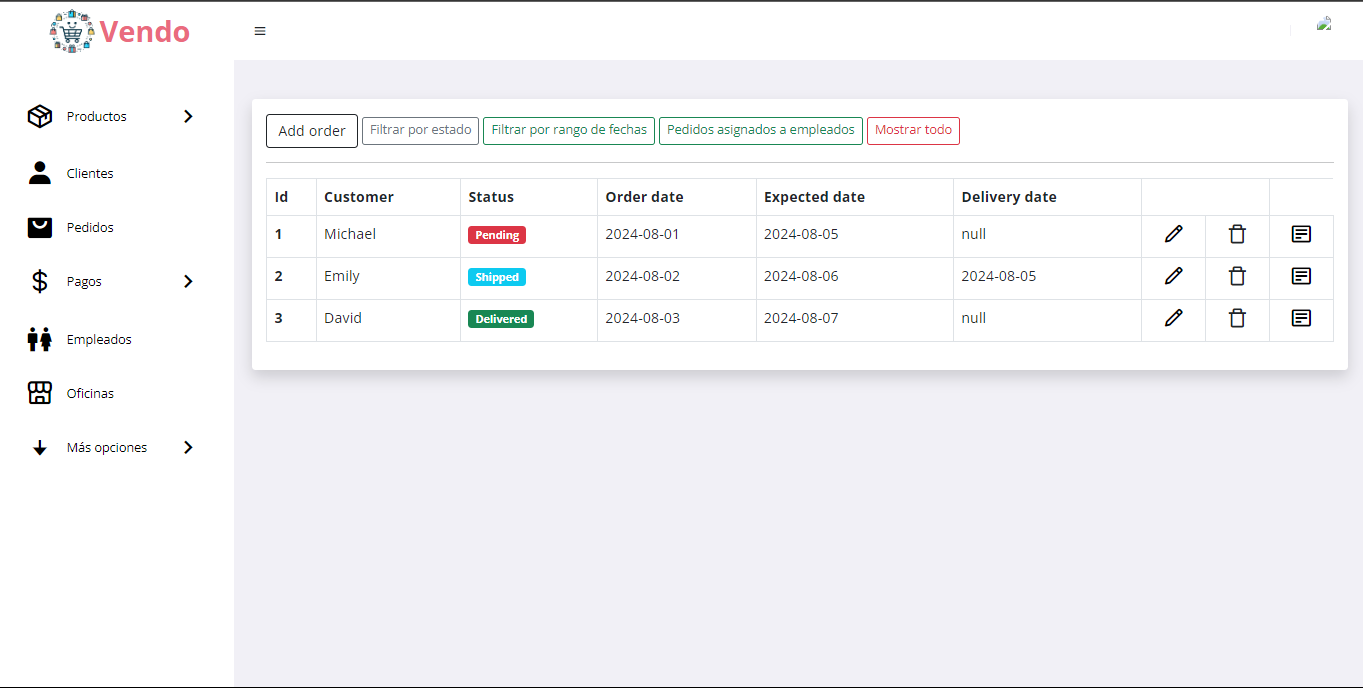 Vendo
Productos
Clientes
Pedidos
Pagos
Empleados
Oficinas
Más opciones
Add order Filtrar por estado Filtrar por rango de fechas Pedidos asignados a empleados Mostrar todo
Id Customer Status Order date Expected date Delivery date
1 Michael Pending 2024-08-01 2024-08-05 null
2 Emily Shipped 2024-08-02 2024-08-06 2024-08-05
3 David Delivered 2024-08-03 2024-08-07 null